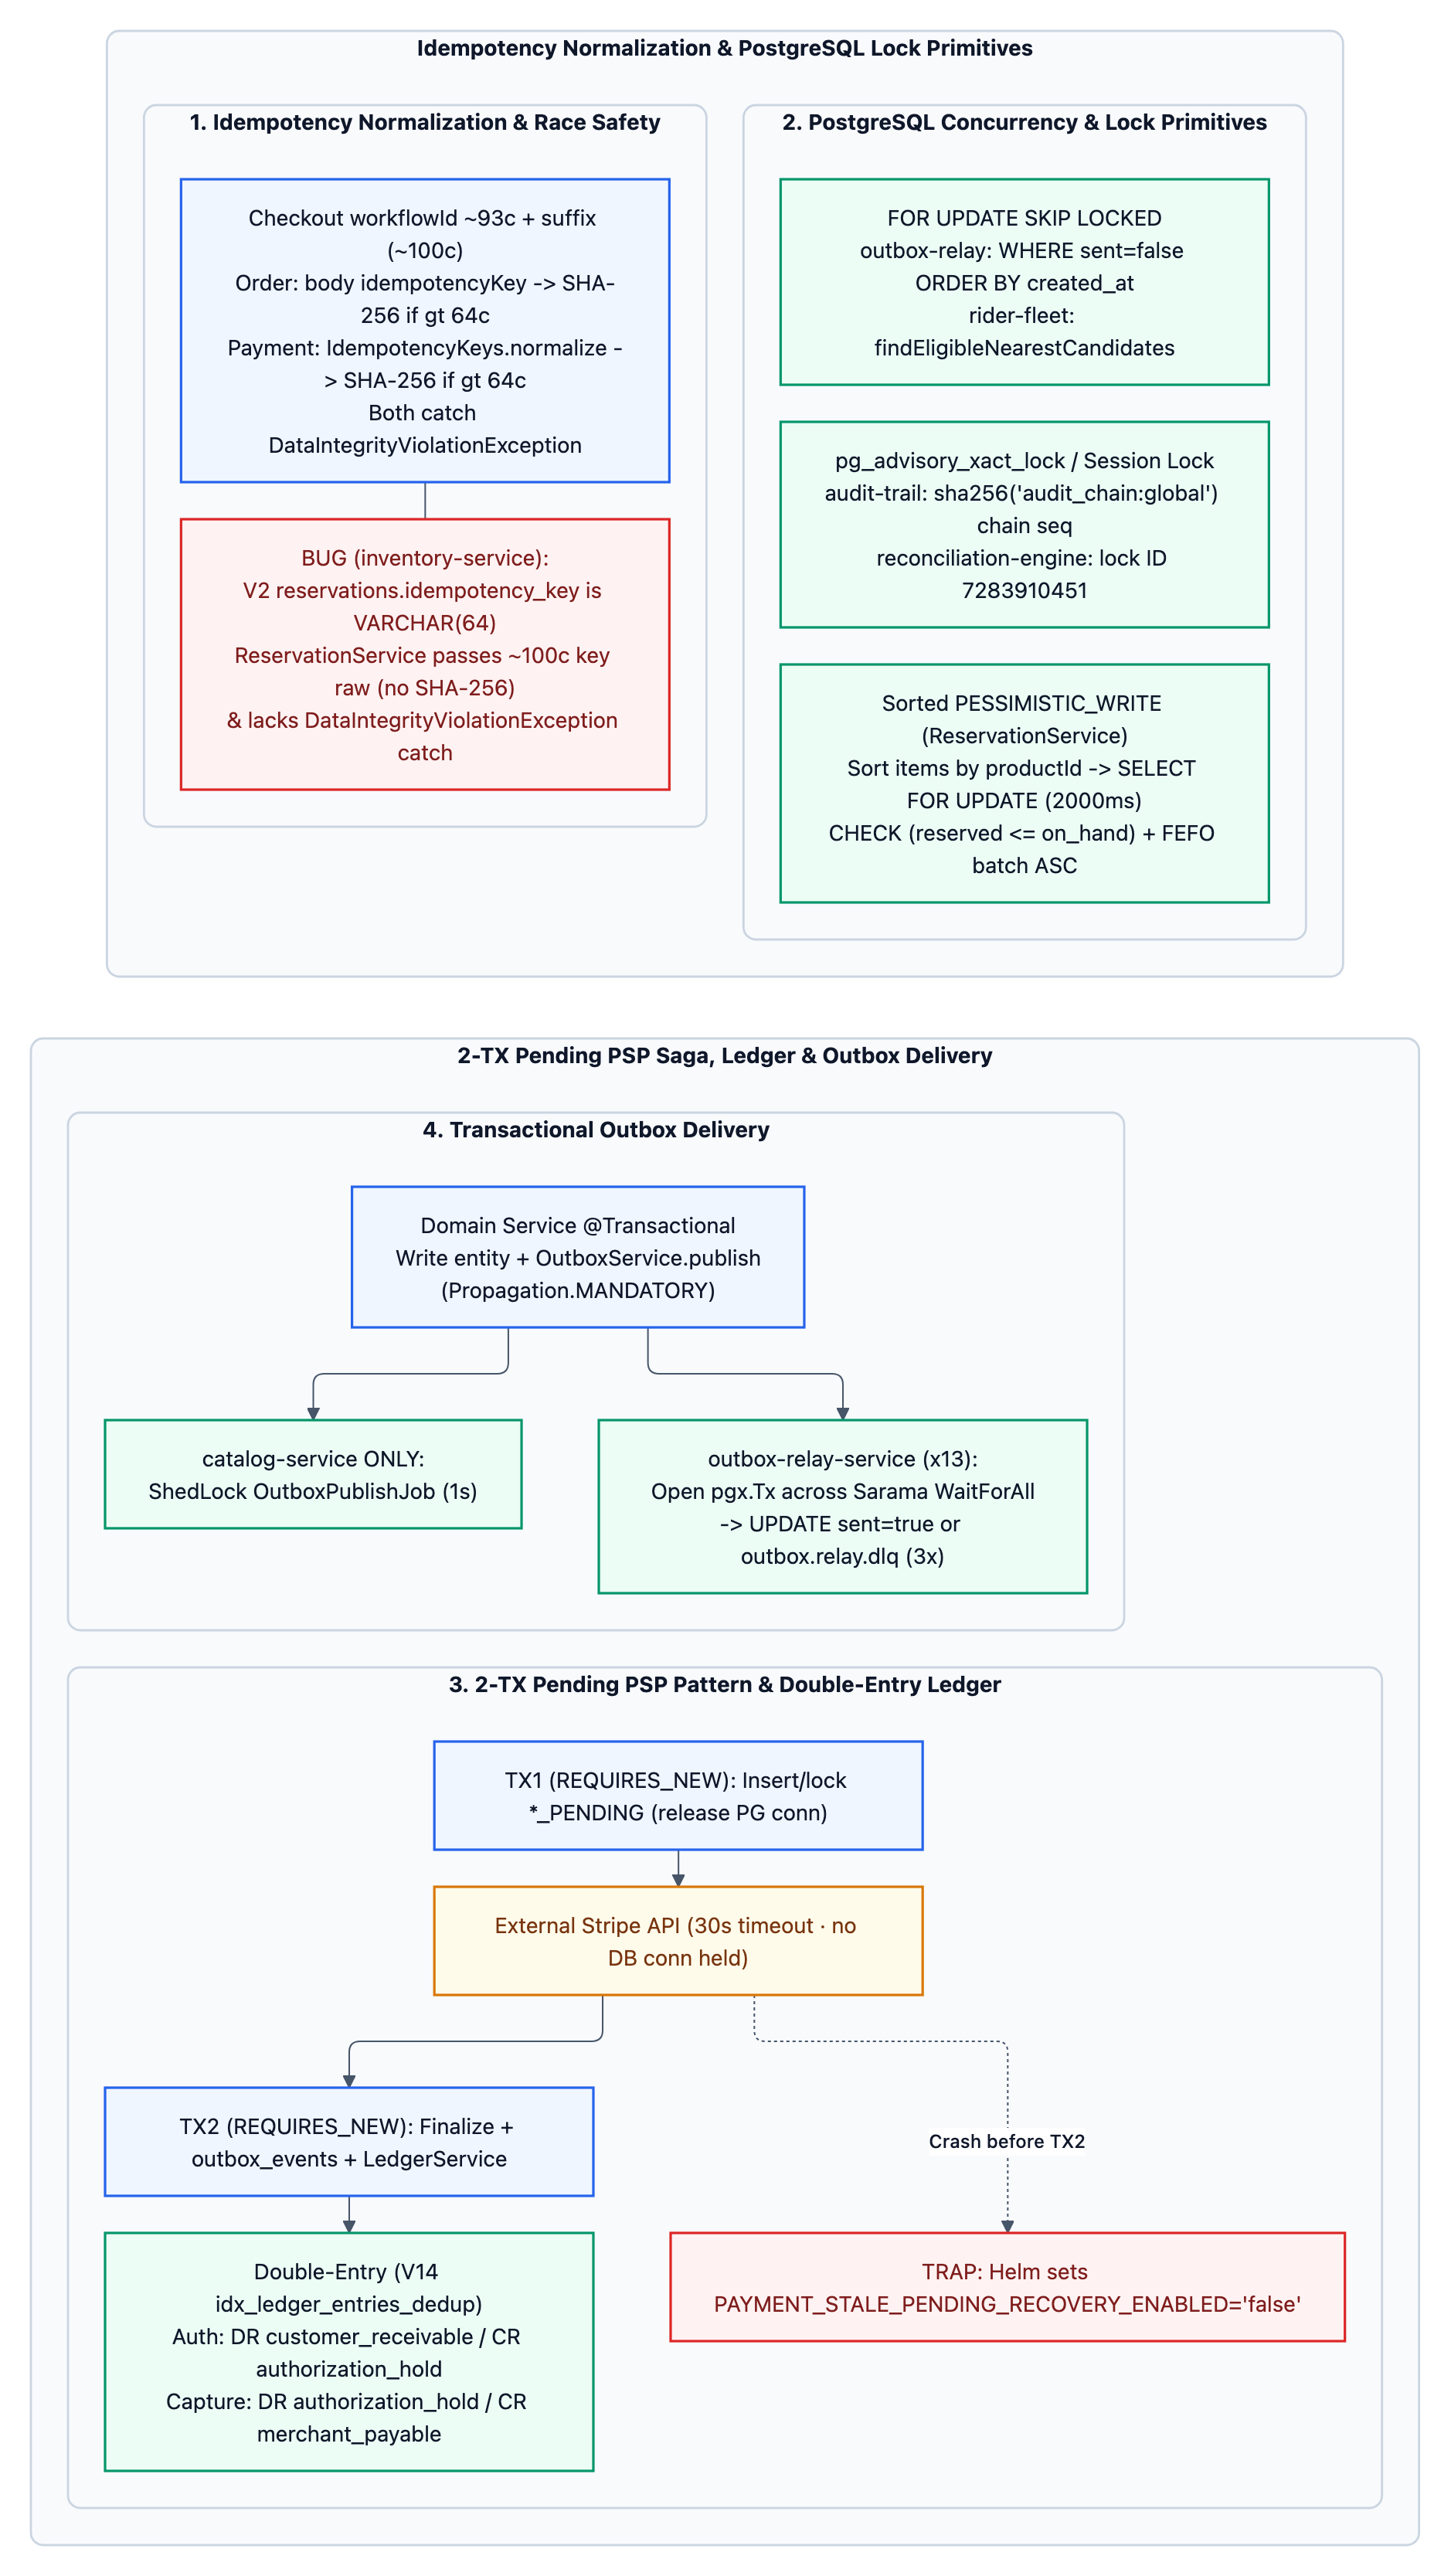 Idempotency Normalization & PostgreSQL Lock Primitives
1. Idempotency Normalization & Race Safety
Checkout workflowId ~93c + suffix
(~100c)
Order: body idempotencyKey -> SHA-
256 if gt 64c
Payment: IdempotencyKeys.normalize -
> SHA-256 if gt 64c
Both catch
DataIntegrityViolationException
BUG (inventory-service):
V2 reservations.idempotency_key is
VARCHAR(64)
ReservationService passes ~100c key
raw (no SHA-256)
& lacks DataIntegrityViolationException
catch
2. PostgreSQL Concurrency & Lock Primitives
FOR UPDATE SKIP LOCKED
outbox-relay: WHERE sent=false
ORDER BY created_at
rider-fleet:
findEligibleNearestCandidates
pg_advisory_xact_lock / Session Lock
audit-trail: sha256('audit_chain:global')
chain seq
reconciliation-engine: lock ID
7283910451
Sorted PESSIMISTIC_WRITE
(ReservationService)
Sort items by productId -> SELECT
FOR UPDATE (2000ms)
CHECK (reserved <= on_hand) + FEFO
batch ASC
2-TX Pending PSP Saga, Ledger & Outbox Delivery
4. Transactional Outbox Delivery
Domain Service @Transactional
Write entity + OutboxService.publish
(Propagation.MANDATORY)
catalog-service ONLY:
ShedLock OutboxPublishJob (1s)
outbox-relay-service (x13):
Open pgx.Tx across Sarama WaitForAll
-> UPDATE sent=true or
outbox.relay.dlq (3x)
3. 2-TX Pending PSP Pattern & Double-Entry Ledger
TX1 (REQUIRES_NEW): Insert/lock
*_PENDING (release PG conn)
External Stripe API (30s timeout · no
DB conn held)
TX2 (REQUIRES_NEW): Finalize +
outbox_events + LedgerService
Crash before TX2
Double-Entry (V14
idx_ledger_entries_dedup)
Auth: DR customer_receivable / CR
authorization_hold
Capture: DR authorization_hold / CR
merchant_payable
TRAP: Helm sets
PAYMENT_STALE_PENDING_RECOVERY_ENABLED='false'